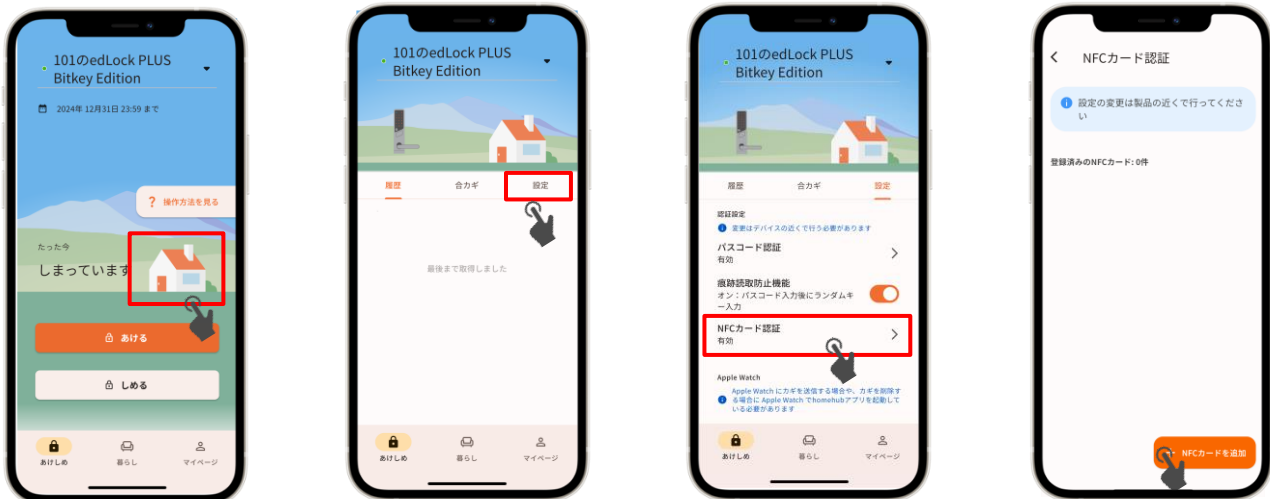 101のedLock PLUS
Bitkey Edition
2024年 12月31日 23:59 まで
? 操作方法を見る
たった今
しまっています
あける
しめる
あけしめ
暮らし
マイページ
101のedLock PLUS
Bitkey Edition
履歴
合カギ
設定
最後まで取得しました
あけしめ
暮らし
マイページ
101のedLock PLUS
Bitkey Edition
履歴
合カギ
設定
認証設定
変更はデバイスの近くで行う必要があります
パスコード認証
有効
痕跡読取防止機能
オン：パスコード入力後にランダムキ
ー入力
NFCカード認証
有効
Apple Watch
Apple Watch にカギを送信する場合や、カギを削除す
る場合に Apple Watch でhomehubアプリを起動して
いる必要があります
あけしめ
暮らし
マイページ
NFCカード認証
設定の変更は製品の近くで行ってくださ
い
登録済みのNFCカード: 0件
NFCカードを追加